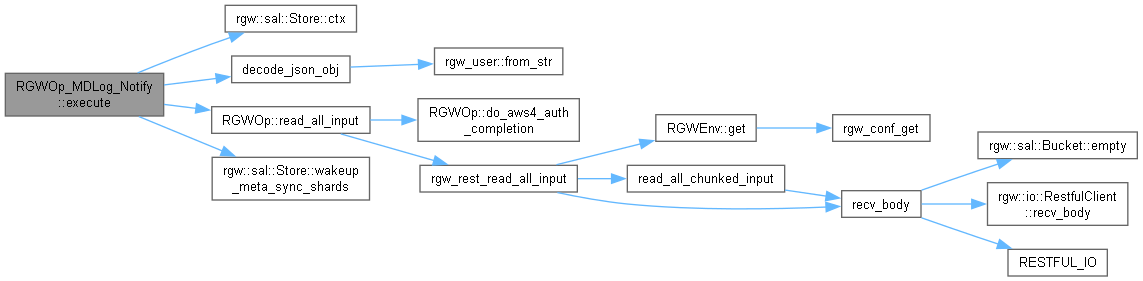 RGWOp_MDLog_Notify
::execute
rgw::sal::Store::ctx
decode_json_obj
rgw_user::from_str
RGWOp::read_all_input
RGWOp::do_aws4_auth
_completion
rgw::sal::Store::wakeup
_meta_sync_shards
rgw_rest_read_all_input
RGWEnv::get
rgw_conf_get
read_all_chunked_input
recv_body
rgw::sal::Bucket::empty
rgw::io::RestfulClient
::recv_body
RESTFUL_IO